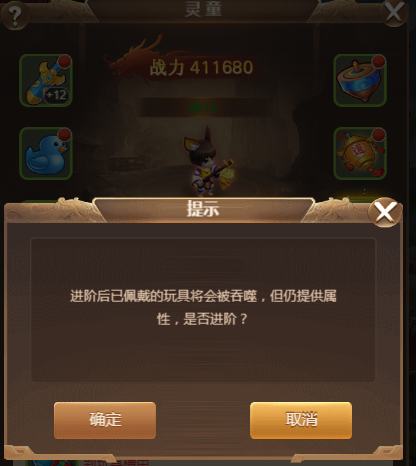 灵童
?
战力 411680
+12
提示
进阶后已佩戴的玩具将会被吞噬，但仍提供属
性，是否进阶？
确定
取消